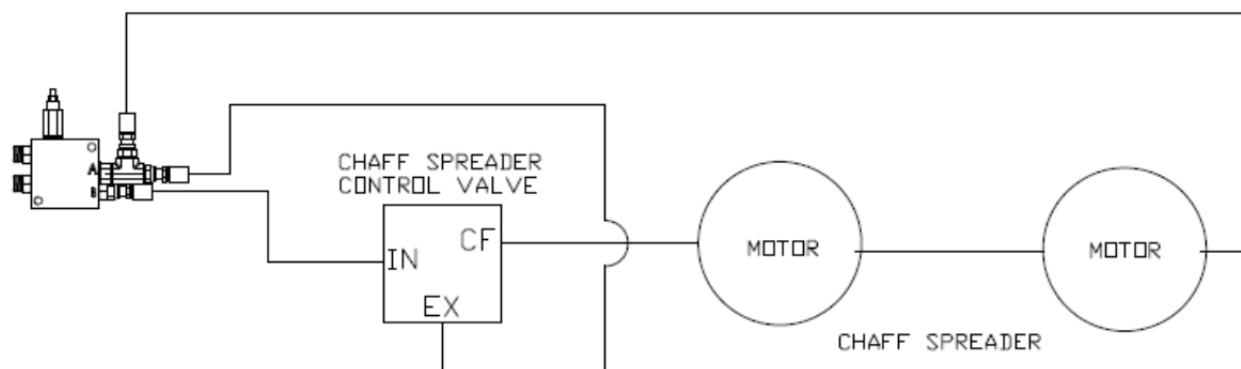 A
B
CHAFF SPREADER
CONTROL VALVE
IN
CF
EX
MOTOR
MOTOR
CHAFF SPREADER